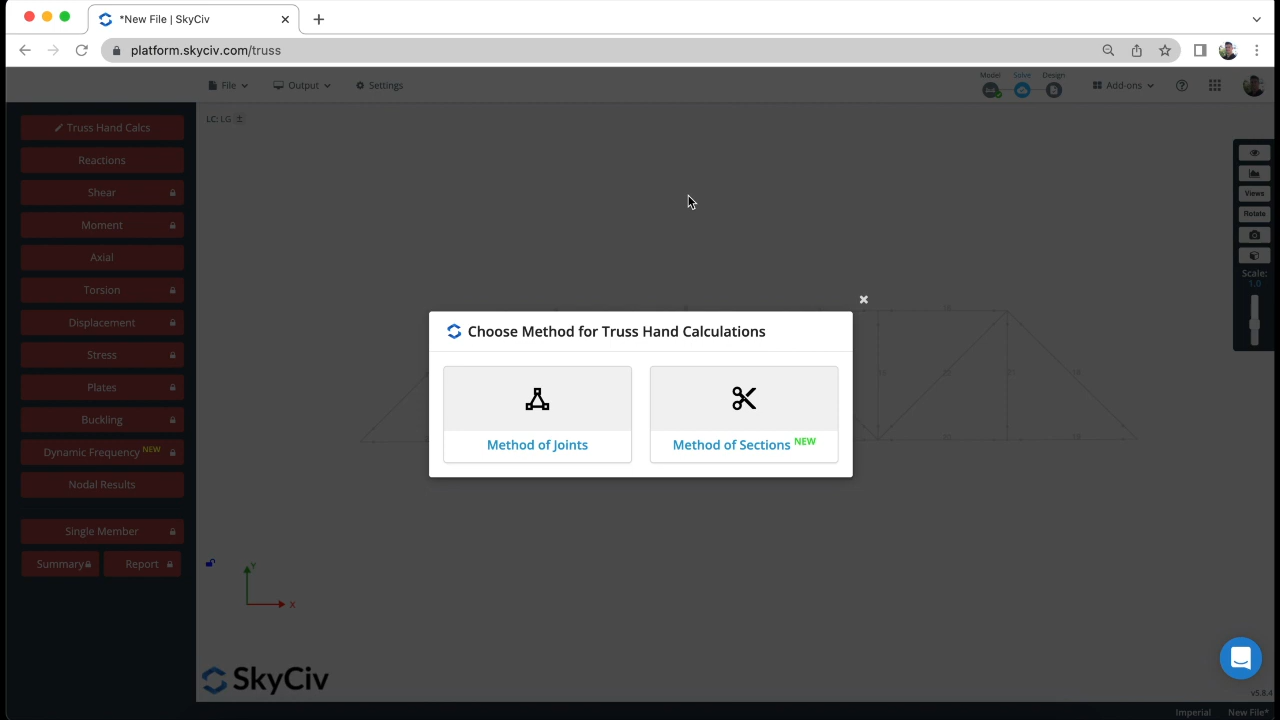 *New File | SkyCiv
platform.skyciv.com/truss
File
Output
Settings
Model
Solve
Design
Add-ons
Truss Hand Calcs
Reactions
Shear
Moment
Axial
Torsion
Displacement
Stress
Plates
Buckling
Dynamic Frequency NEW
Nodal Results
Single Member
Summary
Report
LC: LG
Views
Rotate
Scale:
1.0
Choose Method for Truss Hand Calculations
Method of Joints
Method of Sections NEW
Y
X
SkyCiv
v5.8.4
Imperial
New File*